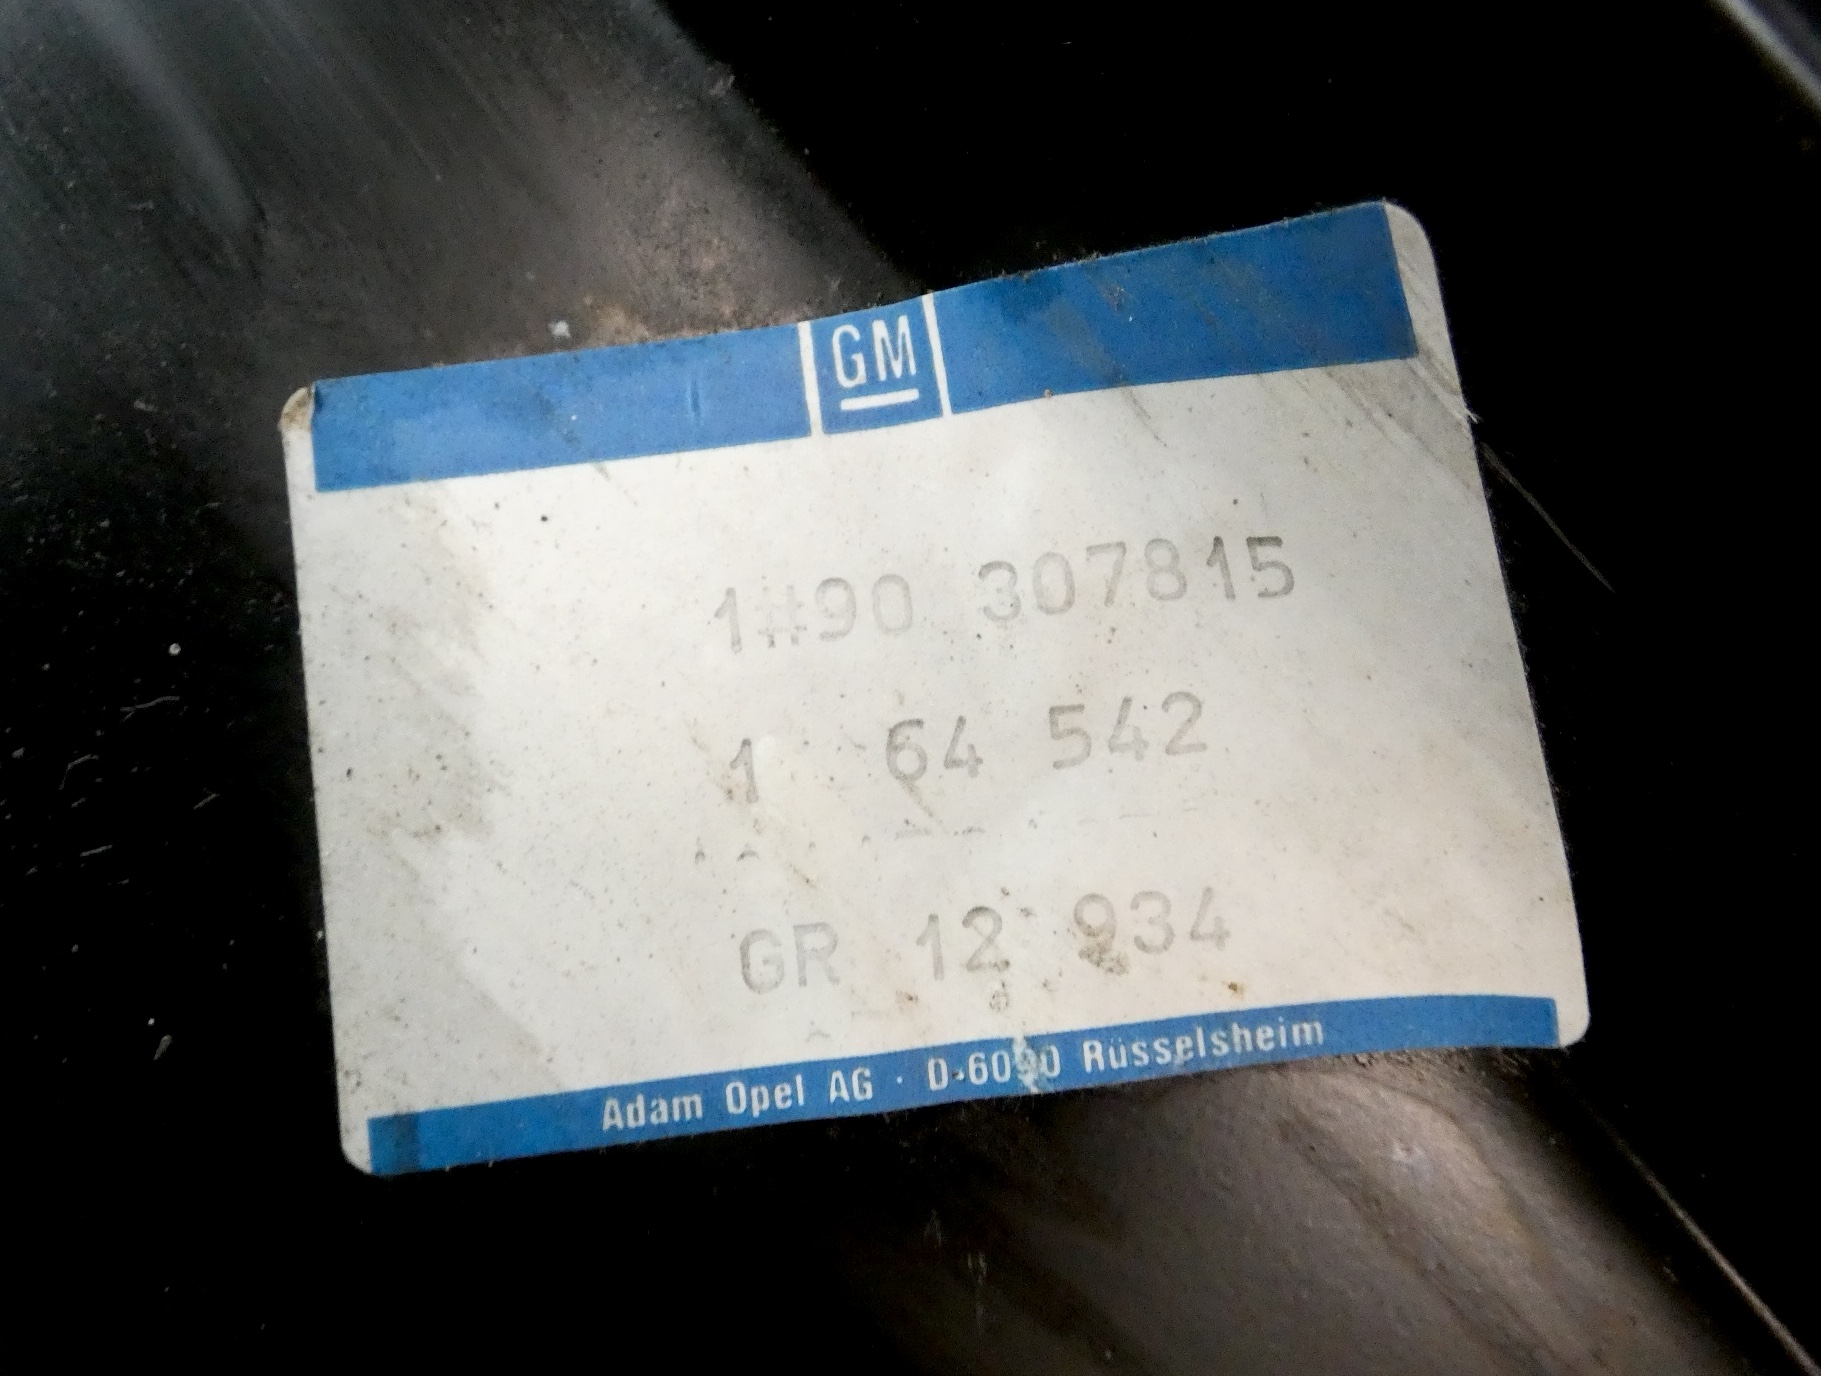 GM
1#90 307815
1 64 542
GR 12 934
Adam Opel AG · D-6090 Rüsselsheim